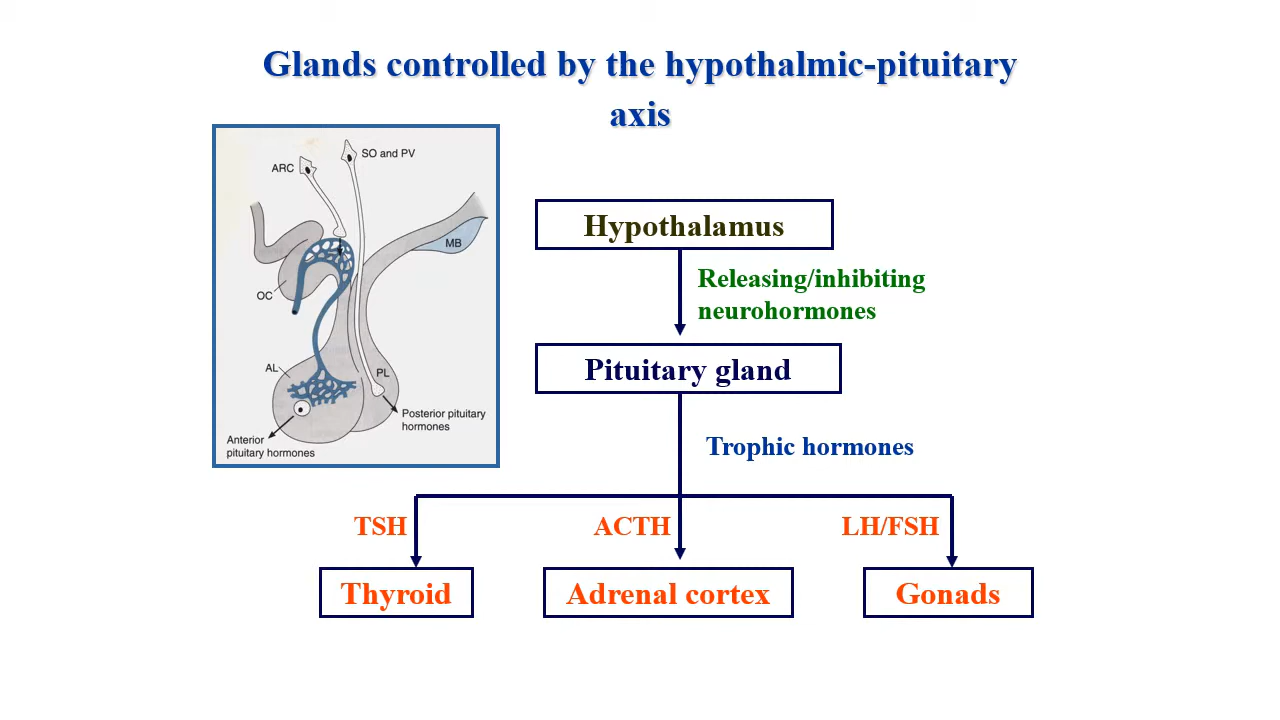 Glands controlled by the hypothalmic-pituitary
axis
ARC
SO and PV
MB
OC
AL
PL
Posterior pituitary
hormones
Anterior
pituitary hormones
Hypothalamus
Releasing/inhibiting
neurohormones
Pituitary gland
Trophic hormones
TSH
ACTH
LH/FSH
Thyroid
Adrenal cortex
Gonads